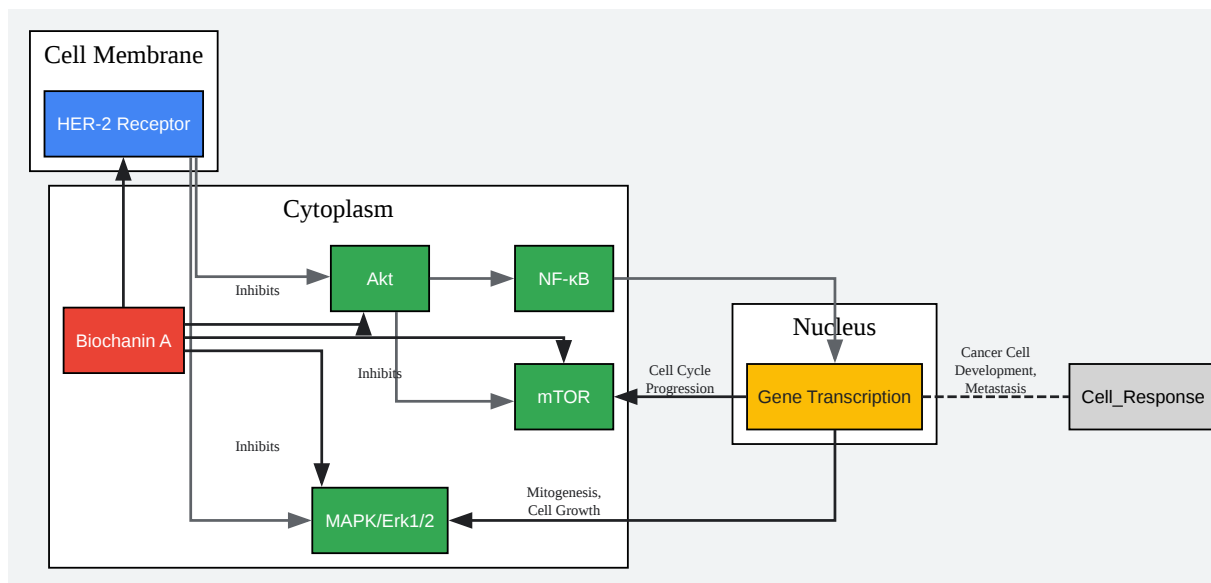 Cell Membrane
HER-2 Receptor
Cytoplasm
Akt
NF-κB
Inhibits
Biochanin A
Nucleus
Inhibits
mTOR
Cell Cycle
Progression
Gene Transcription
Cancer Cell
Development,
Metastasis
Cell_Response
Inhibits
MAPK/Erk1/2
Mitogenesis,
Cell Growth